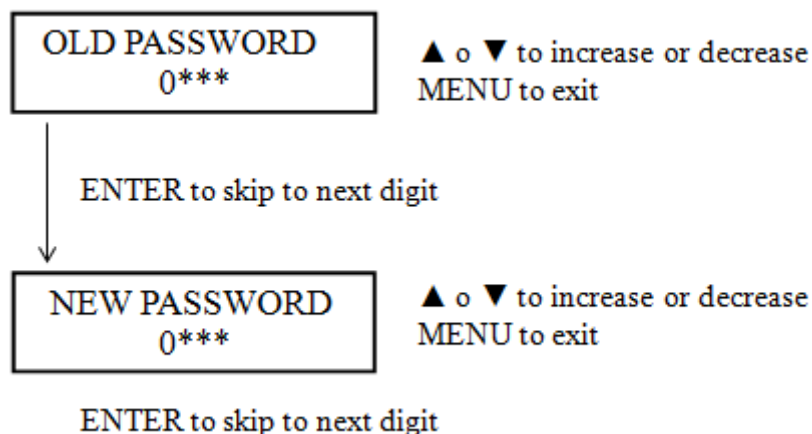 OLD PASSWORD
0***
▲ o ▼ to increase or decrease
MENU to exit
ENTER to skip to next digit
NEW PASSWORD
0***
▲ o ▼ to increase or decrease
MENU to exit
ENTER to skip to next digit